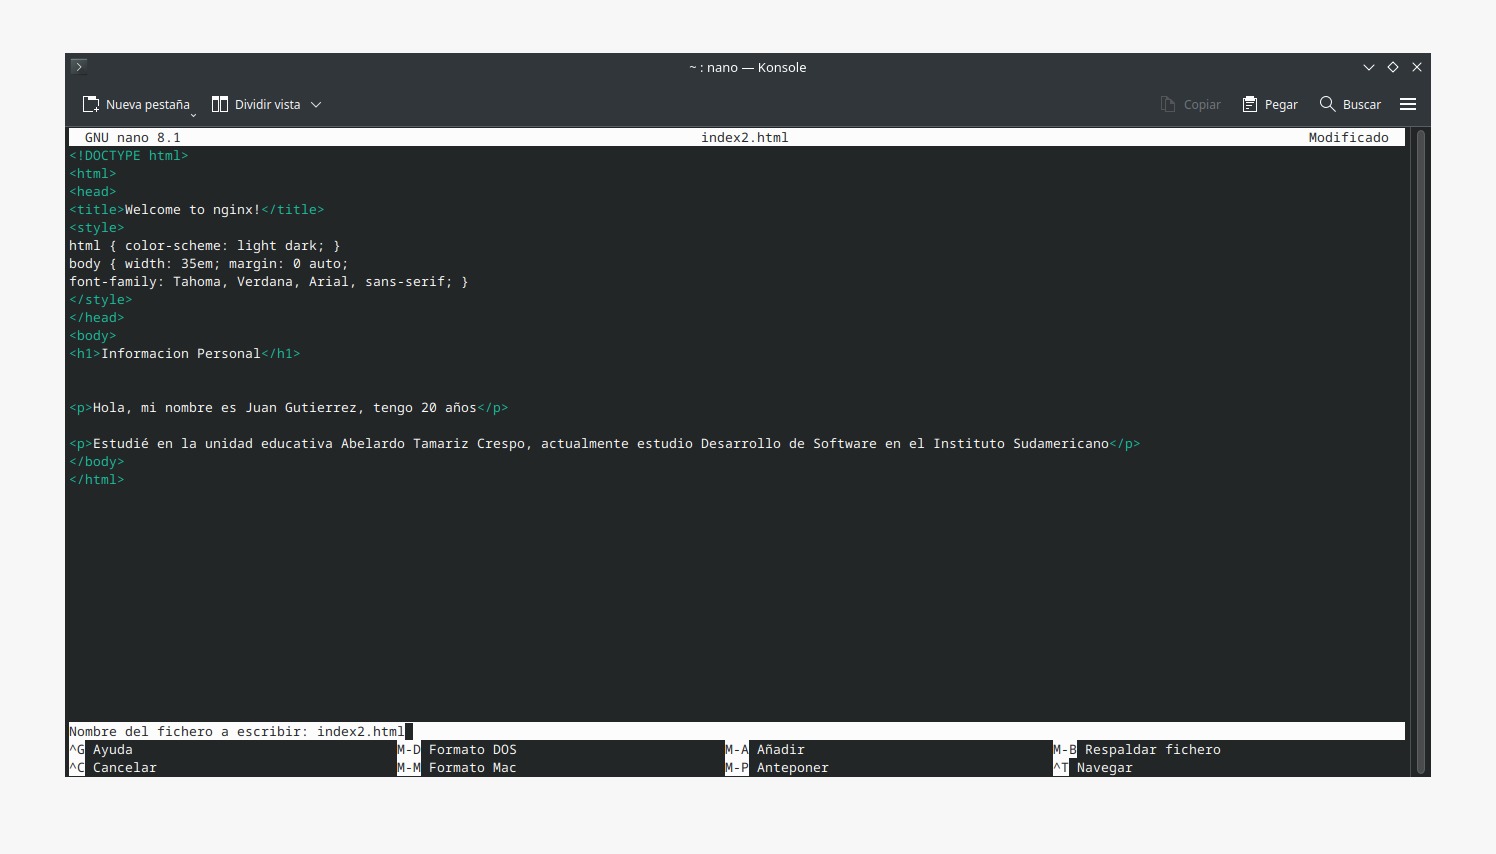 ~ : nano — Konsole
Nueva pestaña Dividir vista Copiar Pegar Buscar
GNU nano 8.1 index2.html Modificado
<!DOCTYPE html>
<html>
<head>
<title>Welcome to nginx!</title>
<style>
html { color-scheme: light dark; }
body { width: 35em; margin: 0 auto;
font-family: Tahoma, Verdana, Arial, sans-serif; }
</style>
</head>
<body>
<h1>Informacion Personal</h1>
<p>Hola, mi nombre es Juan Gutierrez, tengo 20 años</p>
<p>Estudié en la unidad educativa Abelardo Tamariz Crespo, actualmente estudio Desarrollo de Software en el Instituto Sudamericano</p>
</body>
</html>
Nombre del fichero a escribir: index2.html
^G Ayuda M-D Formato DOS M-A Añadir M-B Respaldar fichero
^C Cancelar M-M Formato Mac M-P Anteponer ^T Navegar